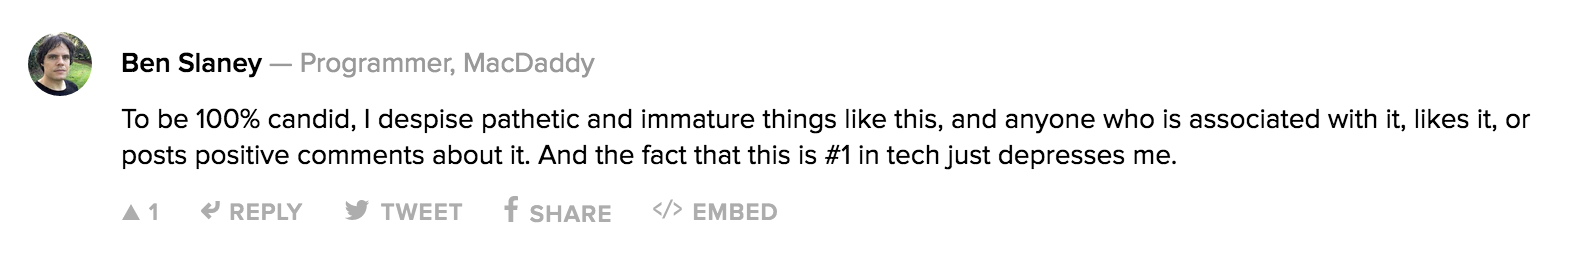 Ben Slaney — Programmer, MacDaddy
To be 100% candid, I despise pathetic and immature things like this, and anyone who is associated with it, likes it, or
posts positive comments about it. And the fact that this is #1 in tech just depresses me.
▲ 1 REPLY TWEET SHARE </> EMBED